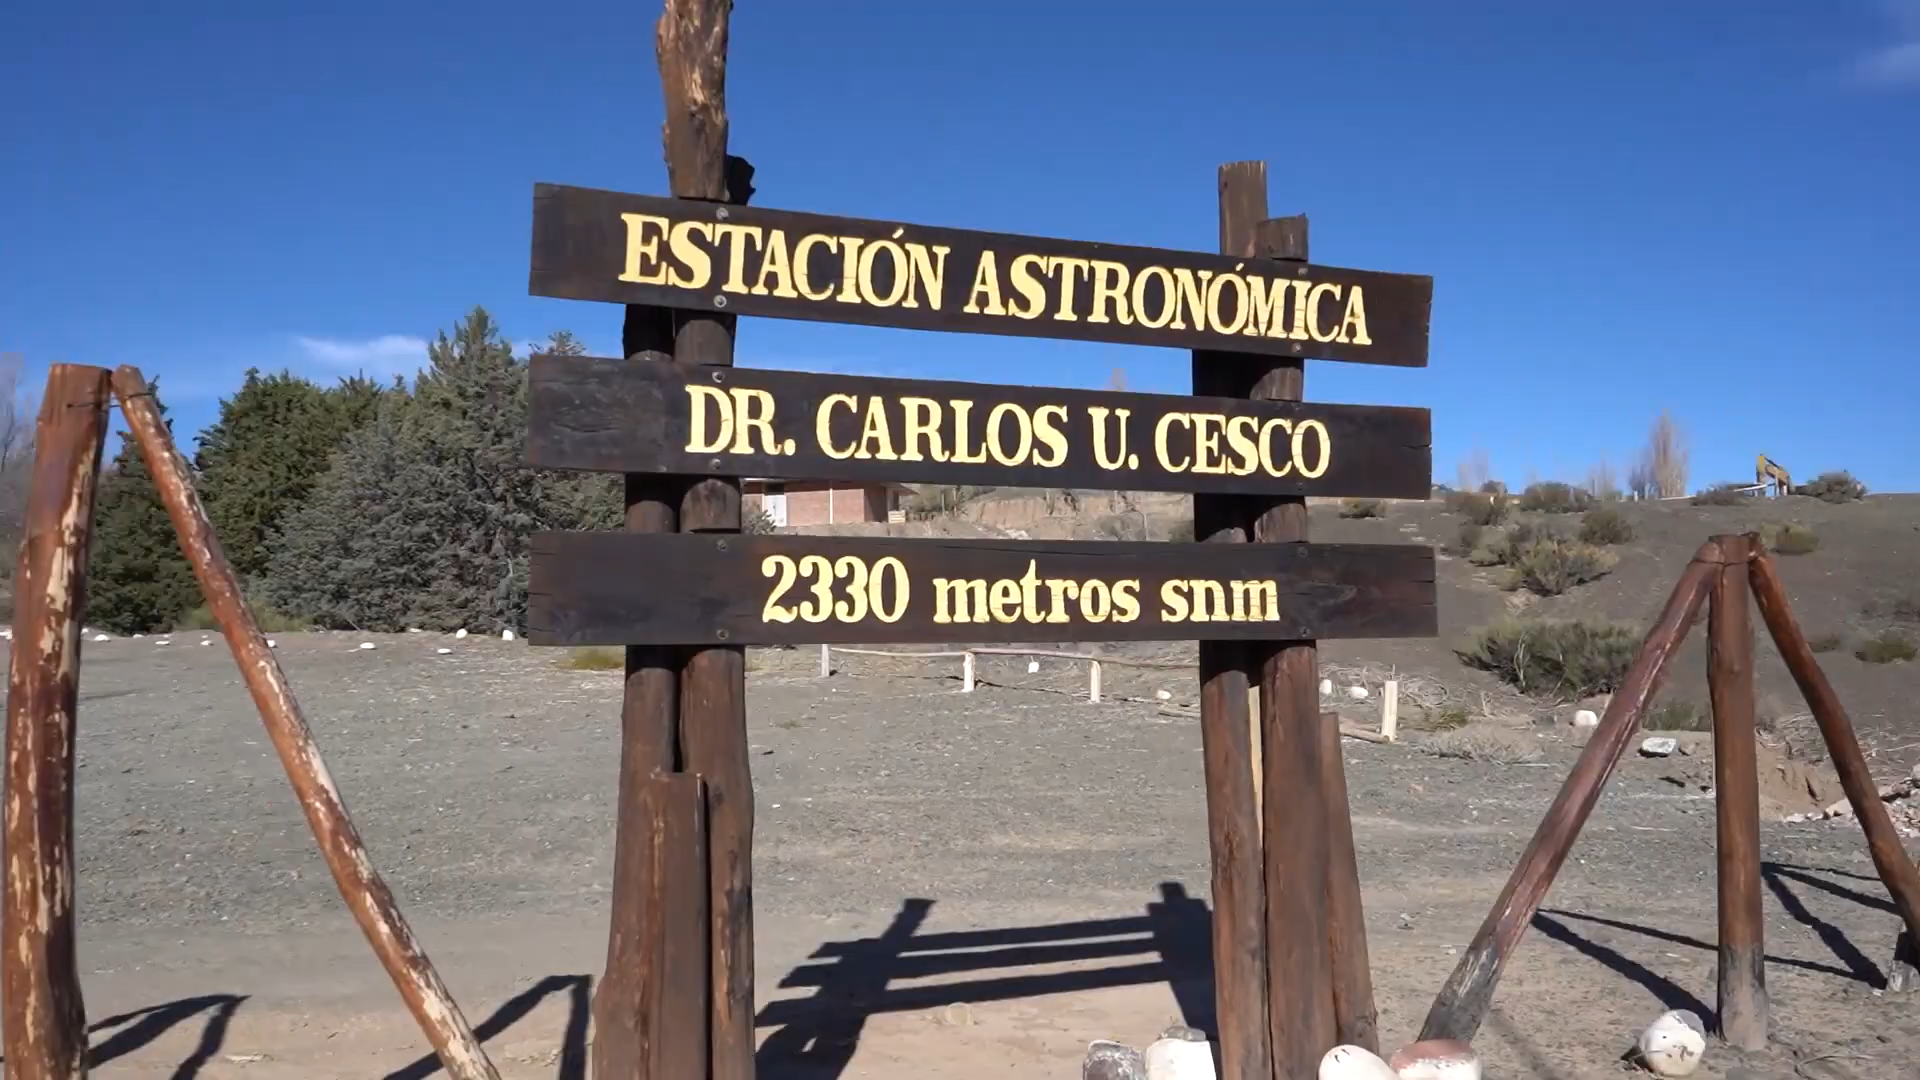 ESTACIÓN ASTRONÓMICA
DR. CARLOS U. CESCO
2330 metros snm